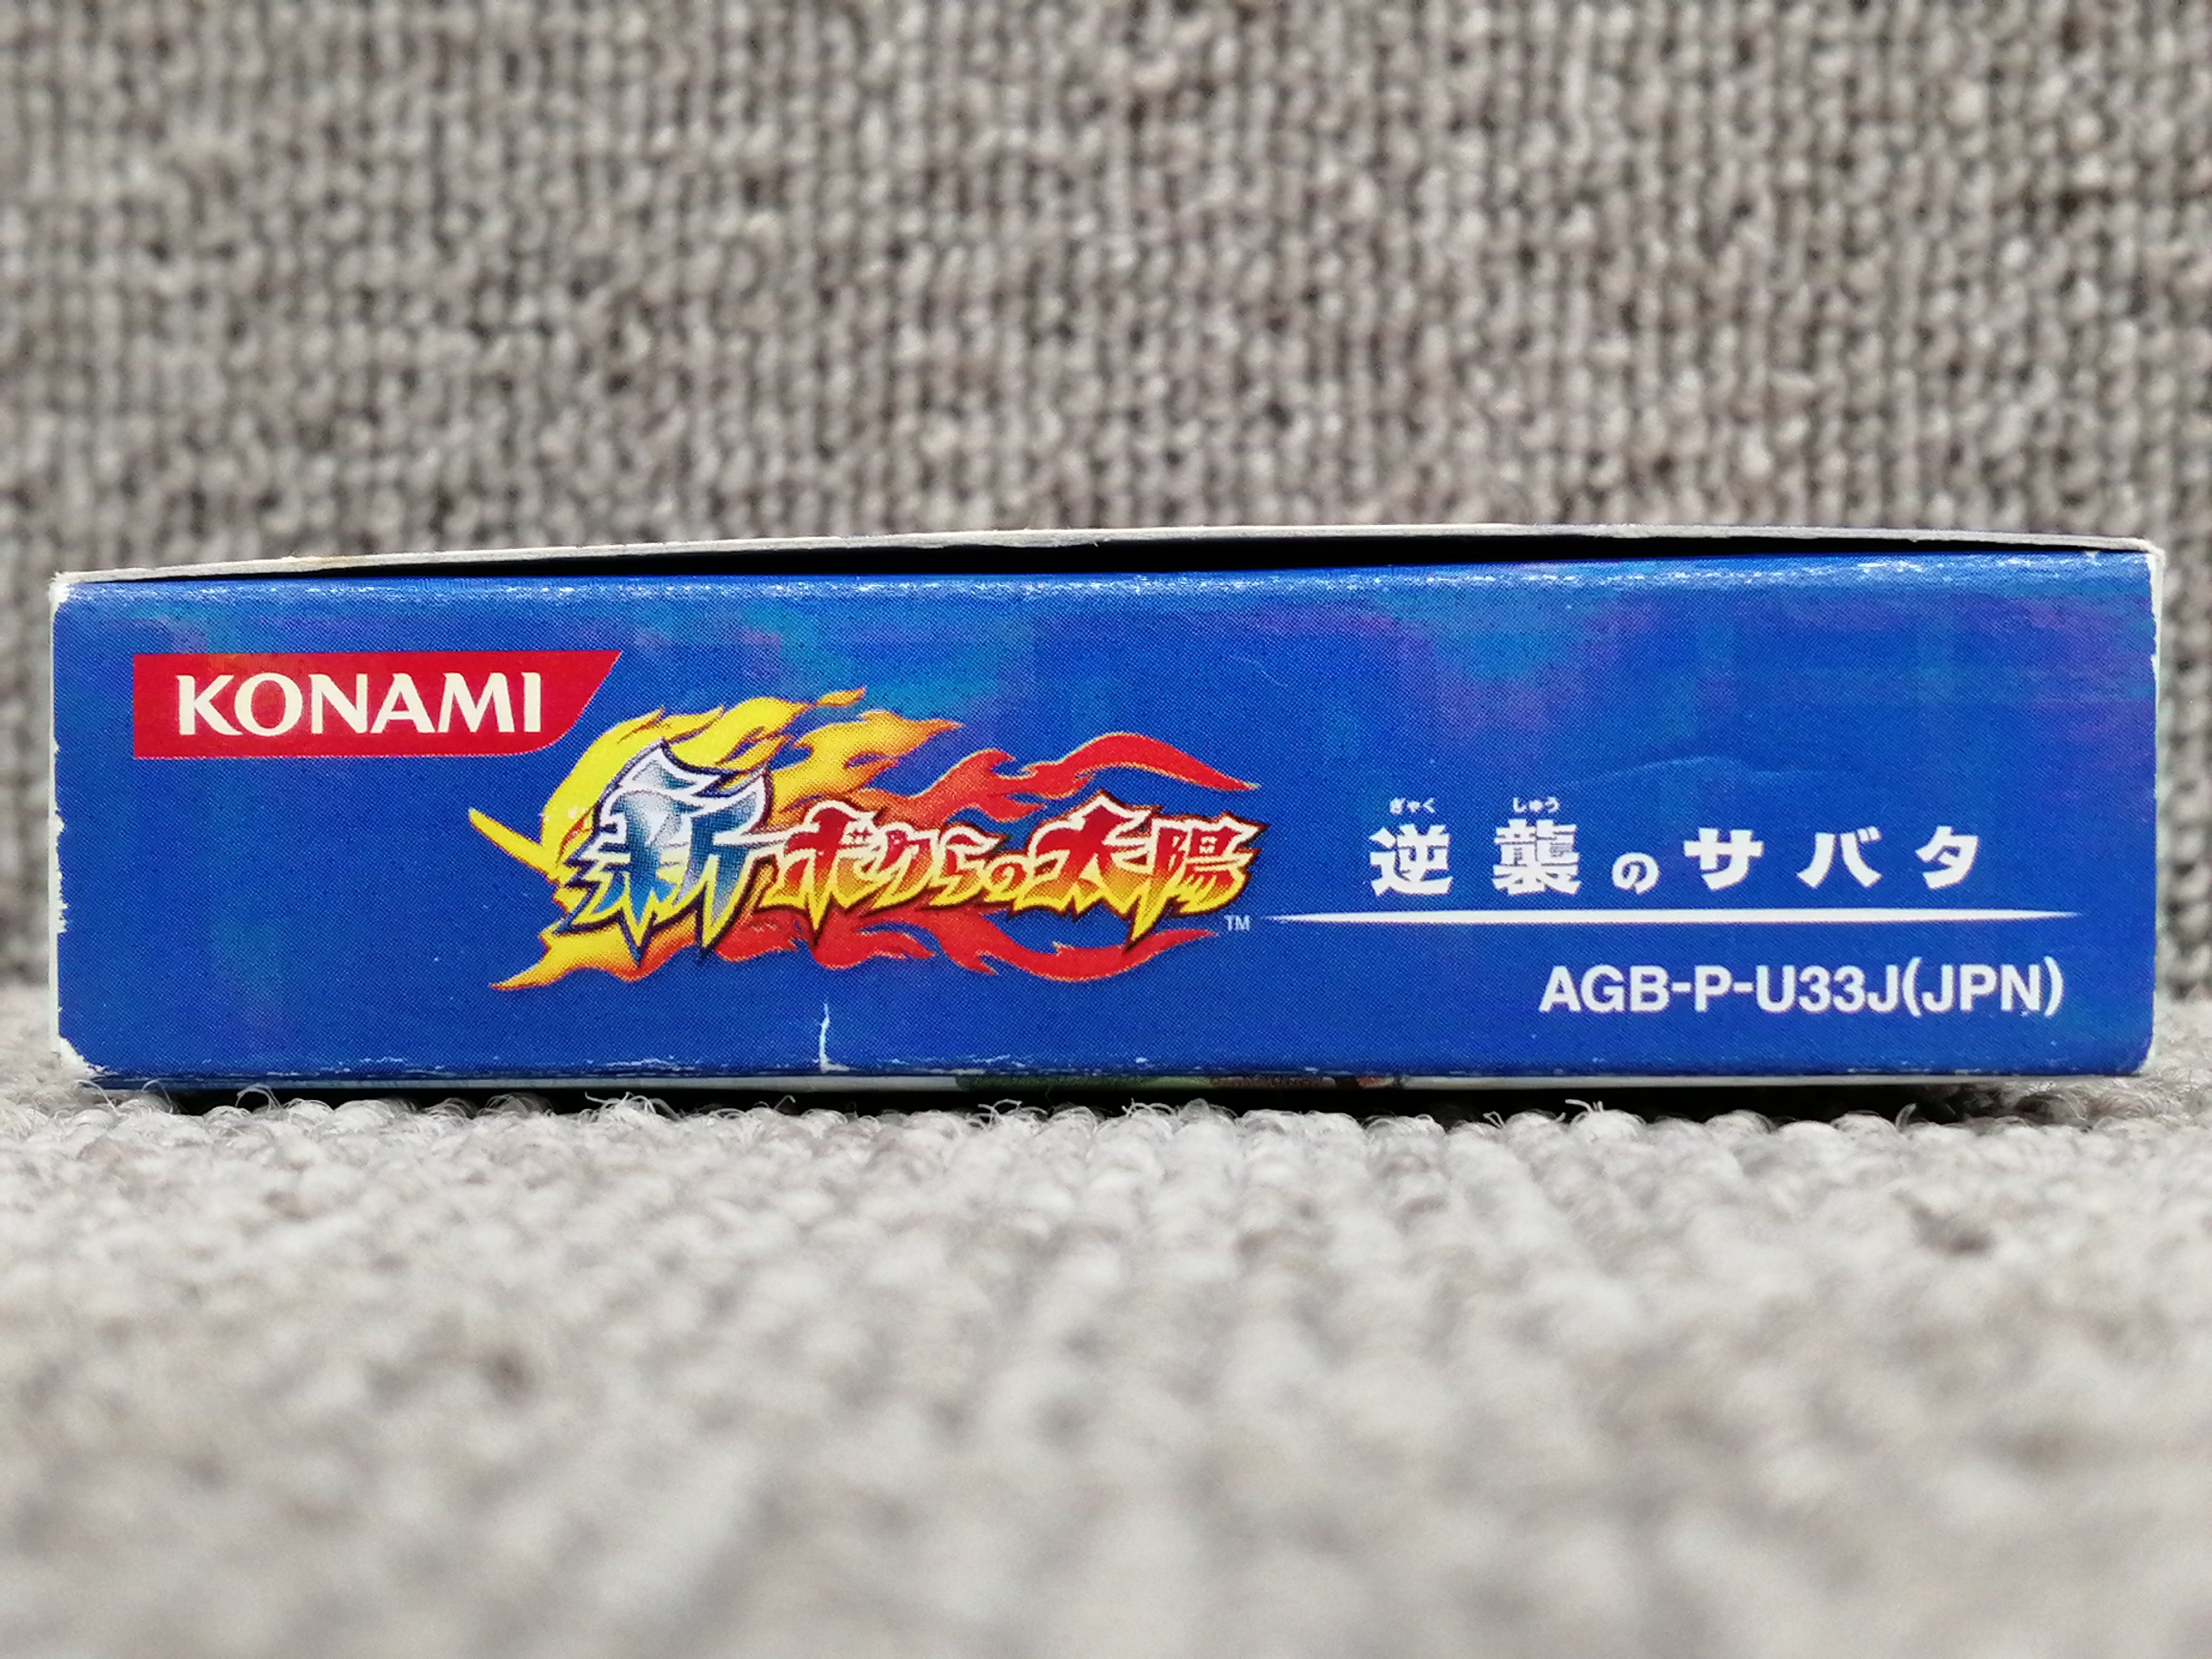 KONAMI
新ボクらの太陽
TM
ぎゃく しゅう
逆襲のサバタ
AGB-P-U33J(JPN)